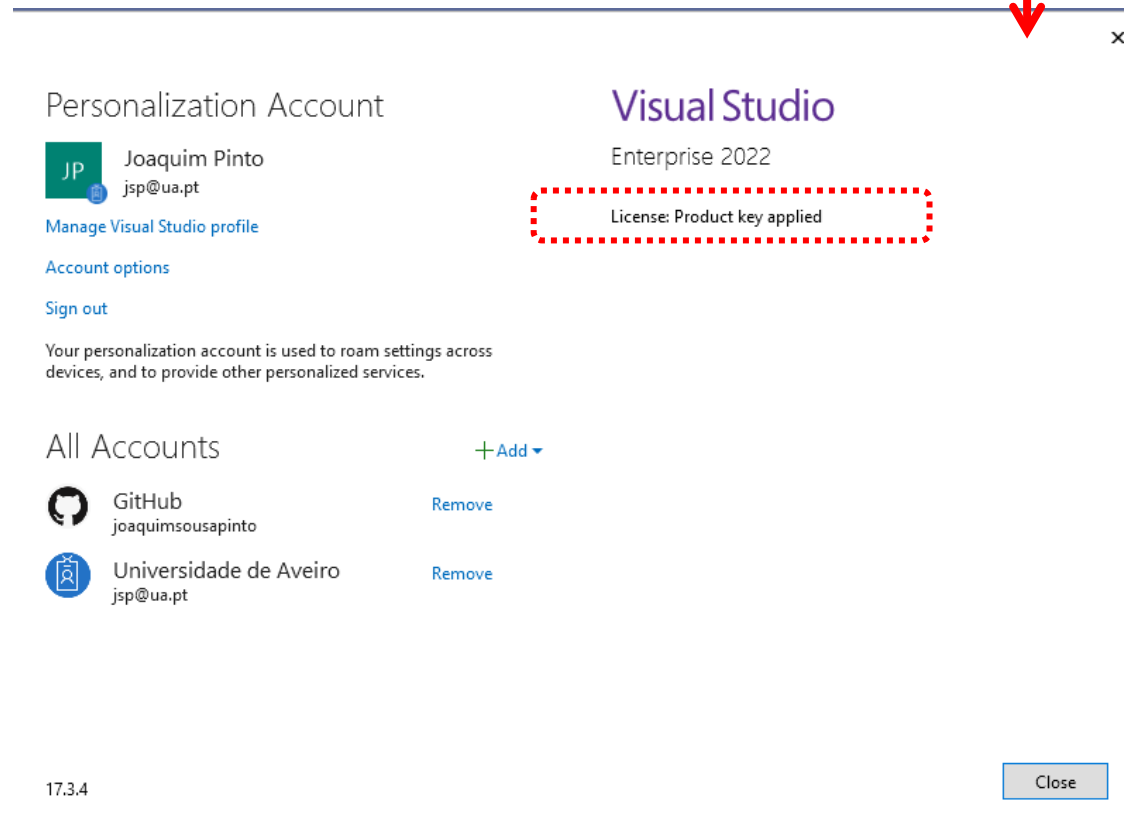 Personalization Account
JP
Joaquim Pinto
jsp@ua.pt
Manage Visual Studio profile
Account options
Sign out
Your personalization account is used to roam settings across
devices, and to provide other personalized services.
All Accounts
Add
GitHub
joaquimsousapinto
Remove
Universidade de Aveiro
jsp@ua.pt
Remove
17.3.4
Visual Studio
Enterprise 2022
License: Product key applied
Close